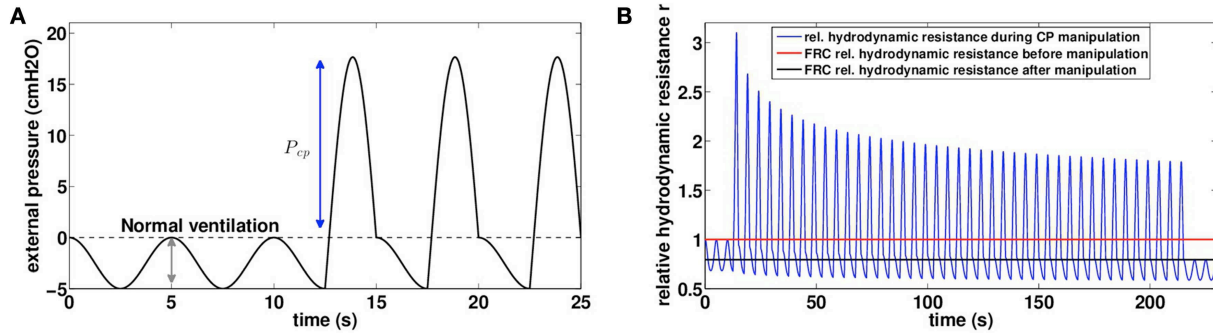 A
external pressure (cmH2O)
20
15
10
5
0
−5
Normal ventilation
P_cp
0
5
10
15
20
25
time (s)
B
relative hydrodynamic resistance r
3
2.5
2
1.5
1
0.5
rel. hydrodynamic resistance during CP manipulation
FRC rel. hydrodynamic resistance before manipulation
FRC rel. hydrodynamic resistance after manipulation
0
50
100
150
200
time (s)